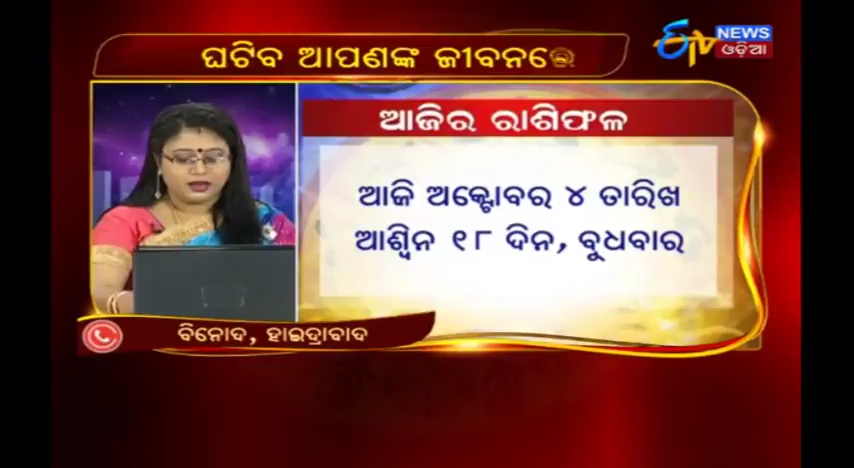 ଘଟିବ ଆପଣଙ୍କ ଜୀବନରେ
ETV NEWS
ଓଡ଼ିଆ
ଆଜିର ରାଶିଫଳ
ଆଜି ଅକ୍ଟୋବର ୪ ତାରିଖ
ଆଶ୍ୱିନ ୧୮ ଦିନ, ବୁଧବାର
ବିନୋଦ, ହାଇଦ୍ରାବାଦ